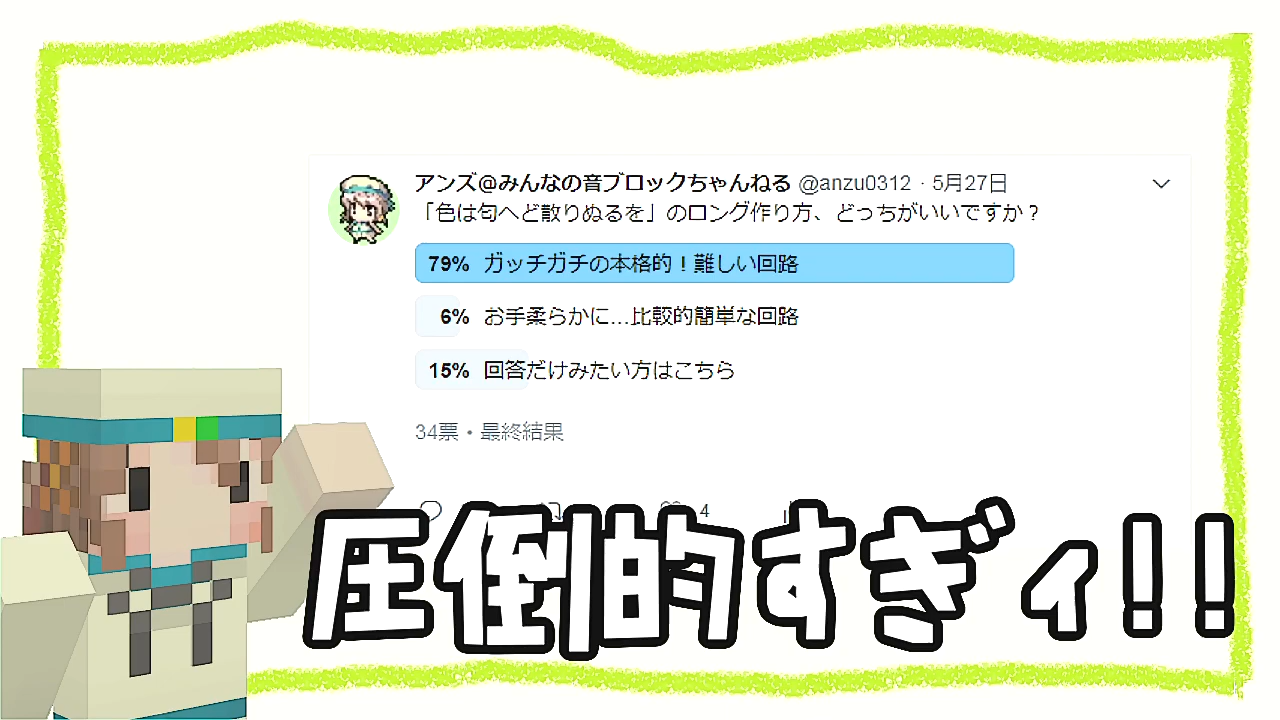 アンズ@みんなの音ブロックちゃんねる @anzu0312 · 5月27日
「色は匂へど散りぬるを」のロング作り方、どっちがいいですか？
79% ガッチガチの本格的！難しい回路
6% お手柔らかに...比較的簡単な回路
15% 回答だけみたい方はこちら
34票・最終結果
4
圧倒的すぎィ!!